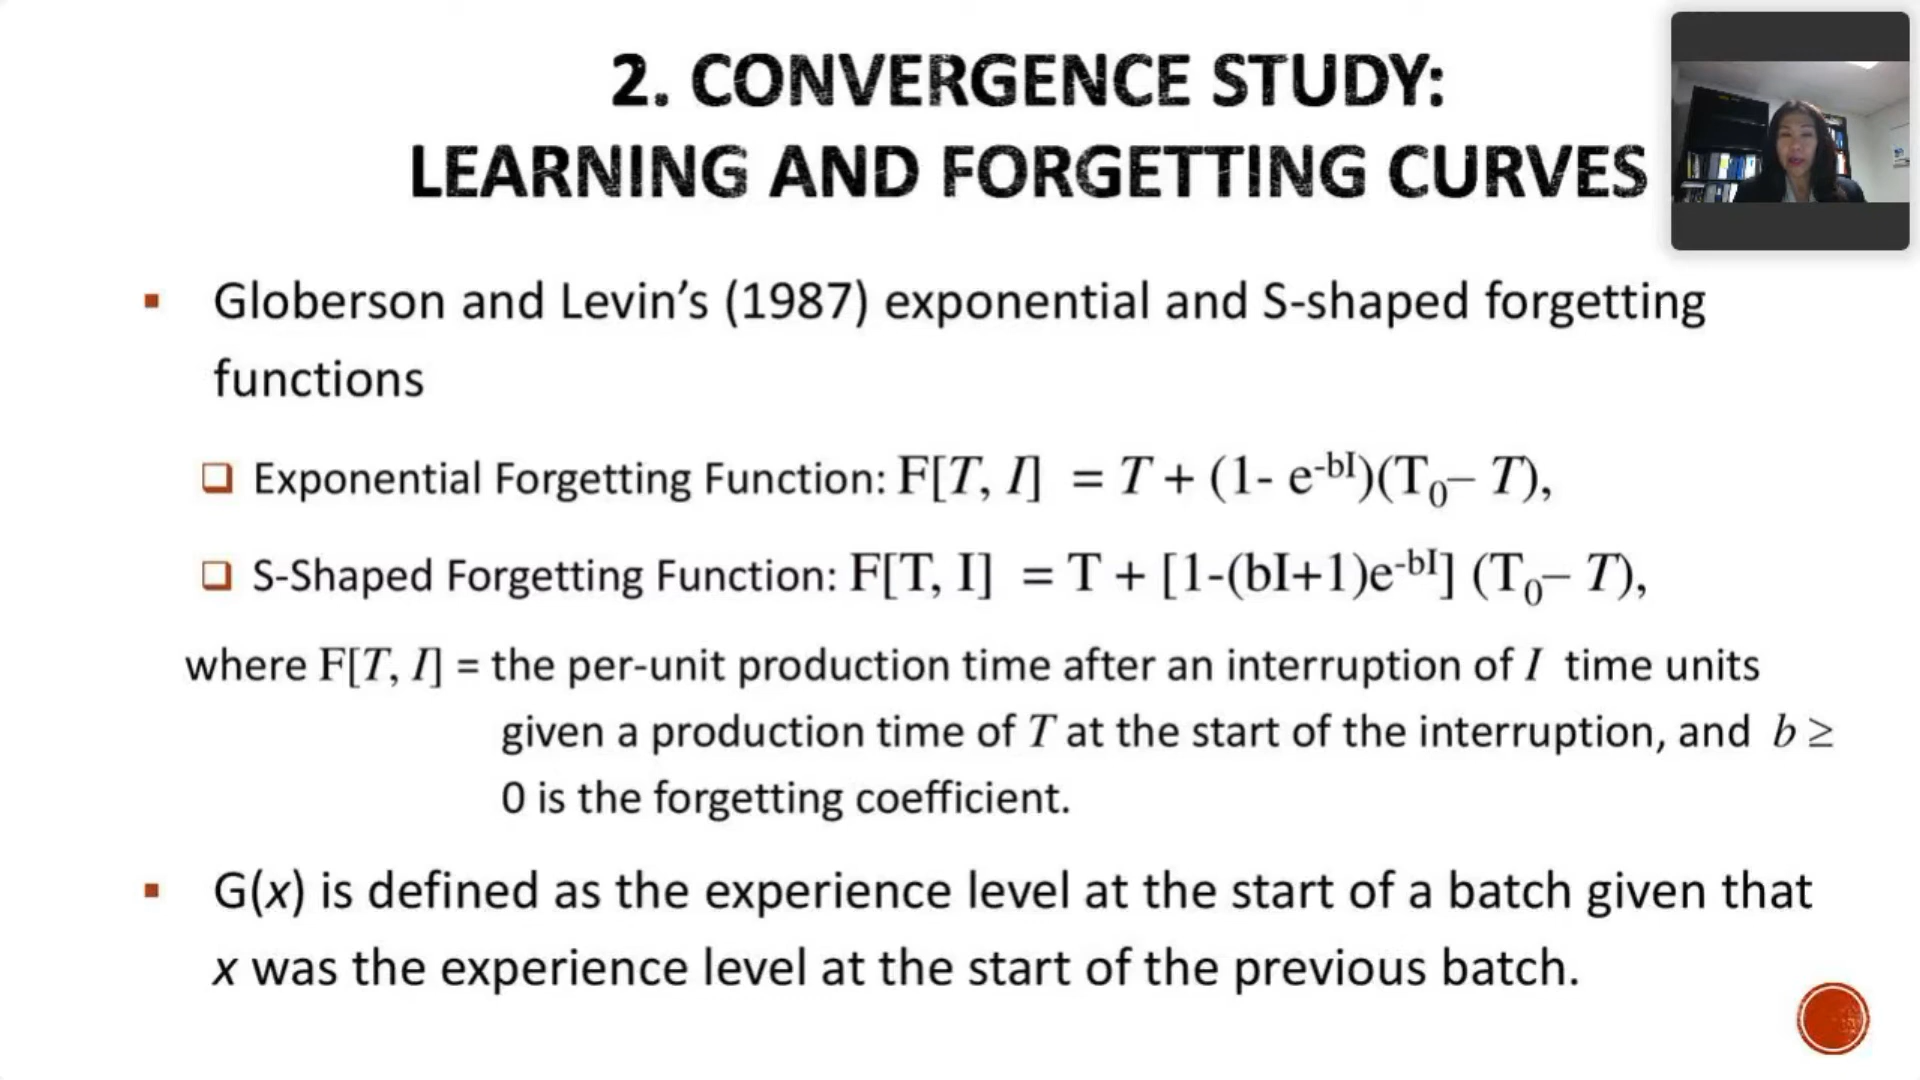 2. CONVERGENCE STUDY:
LEARNING AND FORGETTING CURVES
▪ Globerson and Levin’s (1987) exponential and S-shaped forgetting
functions
❑ Exponential Forgetting Function: F[T, I] = T + (1- e^-bI)(T₀– T),
❑ S-Shaped Forgetting Function: F[T, I] = T + [1-(bI+1)e^-bI] (T₀– T),
where F[T, I] = the per-unit production time after an interruption of I time units
given a production time of T at the start of the interruption, and b ≥
0 is the forgetting coefficient.
▪ G(x) is defined as the experience level at the start of a batch given that
x was the experience level at the start of the previous batch.